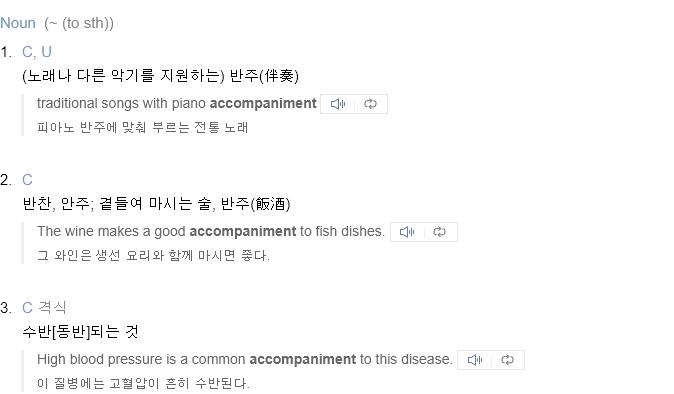 Noun (~ (to sth))
1. C, U
(노래나 다른 악기를 지원하는) 반주(伴奏)
traditional songs with piano accompaniment
피아노 반주에 맞춰 부르는 전통 노래
2. C
반찬, 안주; 곁들여 마시는 술, 반주(飯酒)
The wine makes a good accompaniment to fish dishes.
그 와인은 생선 요리와 함께 마시면 좋다.
3. C 격식
수반[동반]되는 것
High blood pressure is a common accompaniment to this disease.
이 질병에는 고혈압이 흔히 수반된다.